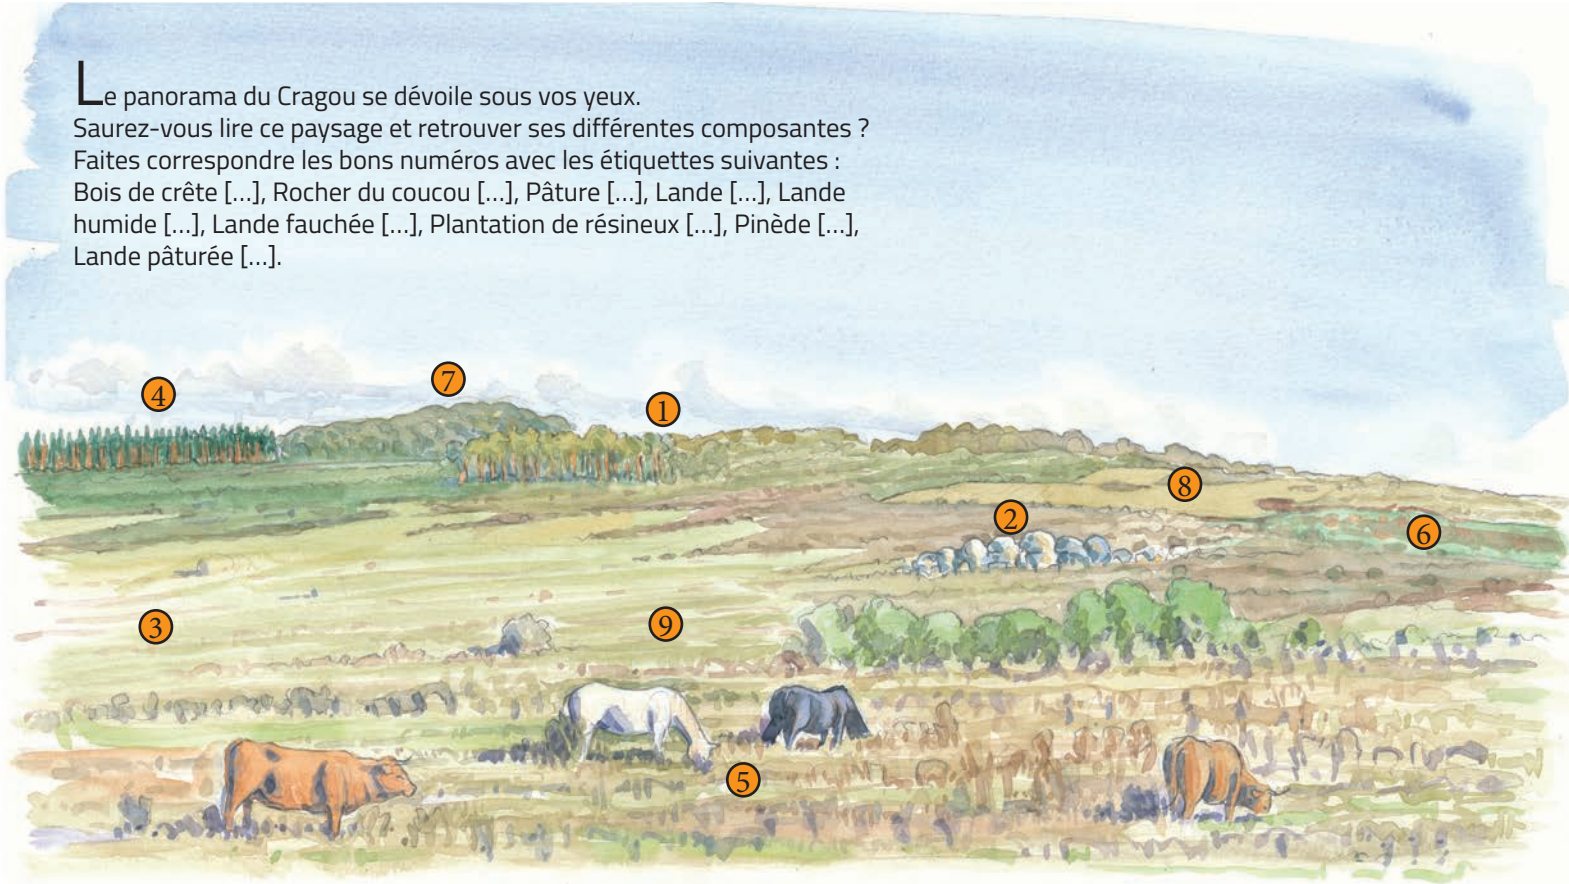 Le panorama du Cragou se dévoile sous vos yeux.
Saurez-vous lire ce paysage et retrouver ses différentes composantes ?
Faites correspondre les bons numéros avec les étiquettes suivantes :
Bois de crête [...], Rocher du coucou [...], Pâture [...], Lande [...], Lande
humide [...], Lande fauchée [...], Plantation de résineux [...], Pinède [...],
Lande pâturée [...].
7
4
1
8
2
6
9
3
5